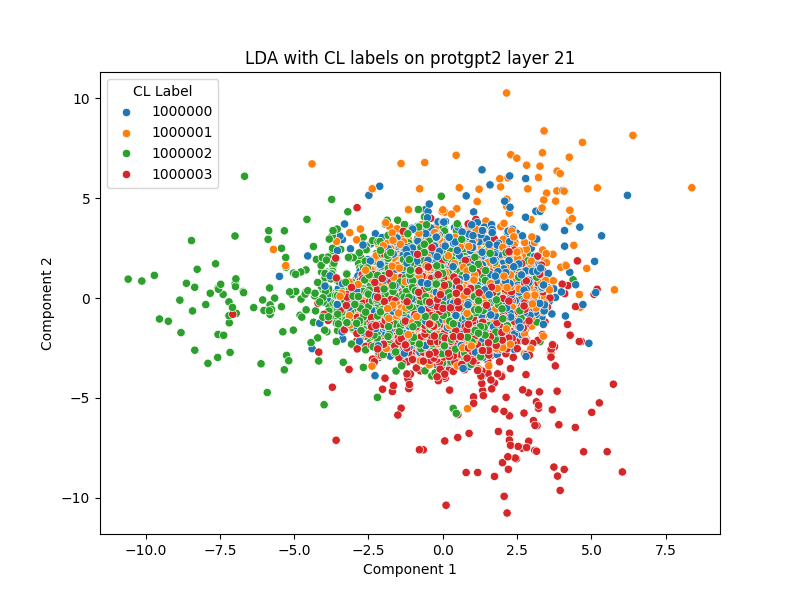 LDA with CL labels on protgpt2 layer 21
CL Label
1000000
1000001
1000002
1000003
10
5
0
−5
−10
Component 2
−10.0 −7.5 −5.0 −2.5 0.0 2.5 5.0 7.5
Component 1